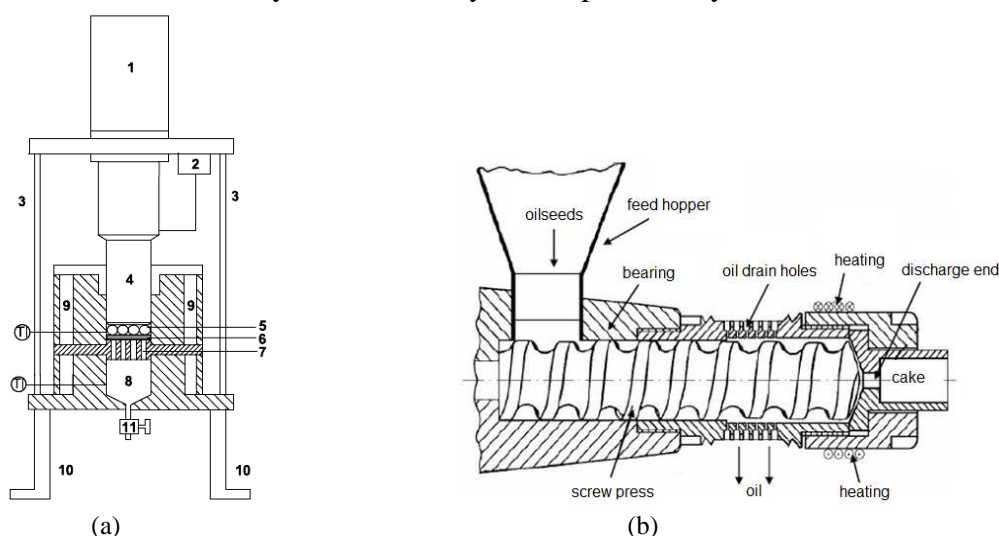 1
2
3
3
4
9
9
5
T
6
7
T
8
11
10
10
(a)
oilseeds
feed hopper
bearing
oil drain holes
heating
discharge end
cake
screw press
oil
heating
(b)